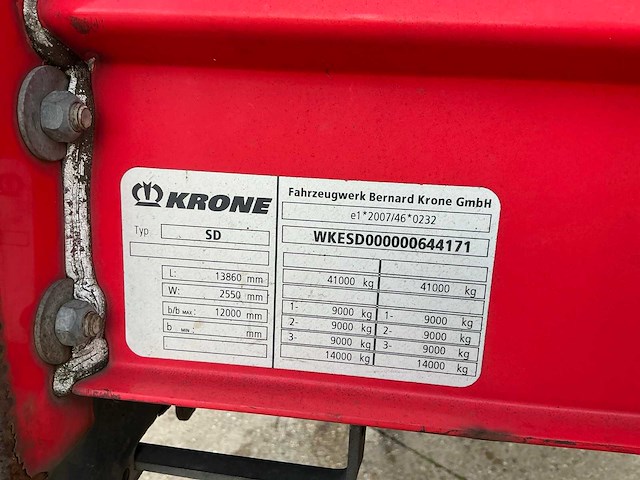 KRONE
Typ SD
L: 13860 mm
W: 2550 mm
b/b MAX : 12000 mm
b MIN : mm
Fahrzeugwerk Bernard Krone GmbH
e1*2007/46*0232
WKESD000000644171
41000 kg 41000 kg
1- 9000 kg 1- 9000 kg
2- 9000 kg 2- 9000 kg
3- 9000 kg 3- 9000 kg
14000 kg 14000 kg